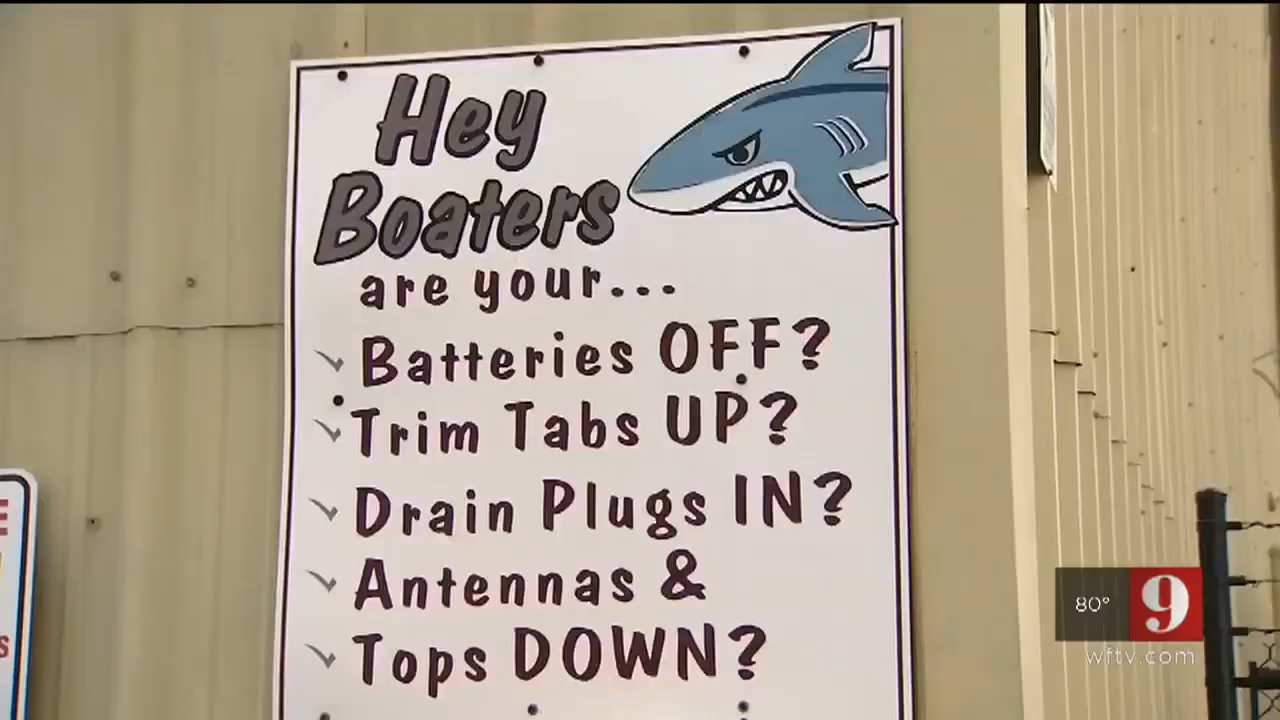 Hey
Boaters
are your...
Batteries OFF?
Trim Tabs UP?
Drain Plugs IN?
Antennas &
Tops DOWN?
E
S
80°
9
wftv.com